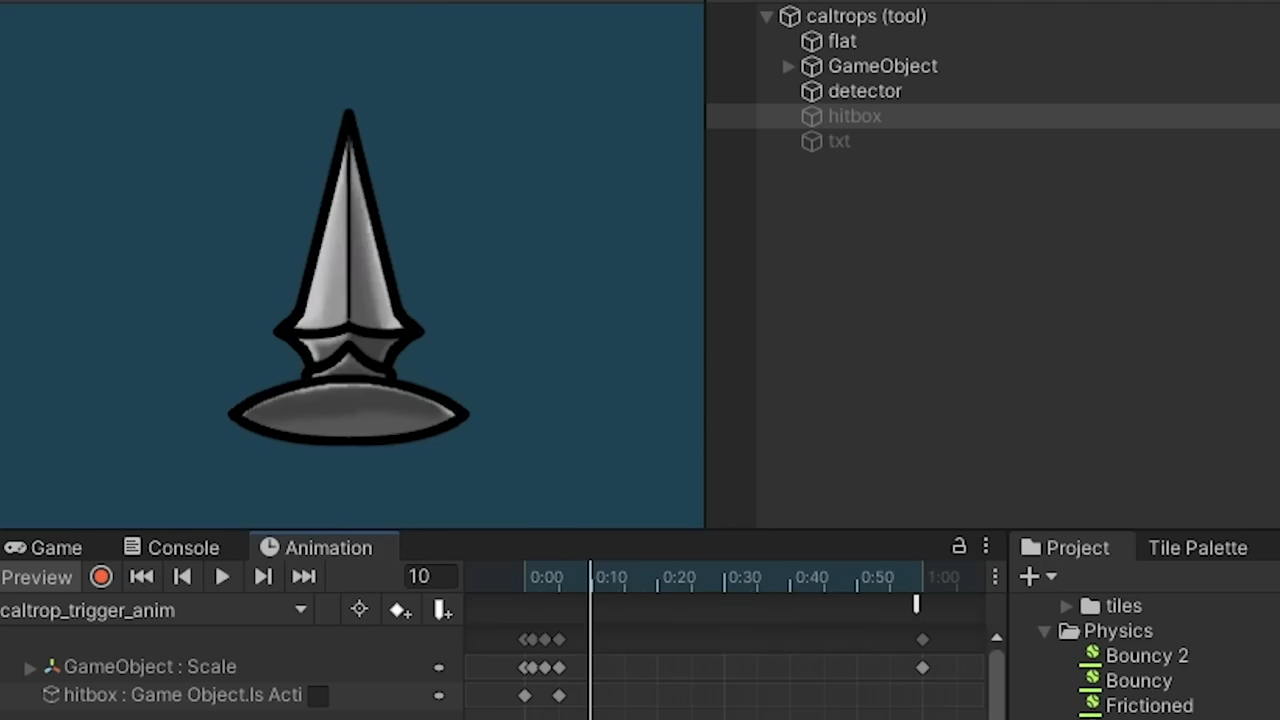 caltrops (tool)
flat
GameObject
detector
hitbox
txt
Game Console Animation
Project Tile Palette
Preview 10 0:00 0:10 0:20 0:30 0:40 0:50 1:00
caltrop_trigger_anim
tiles
Physics
GameObject : Scale
Bouncy 2
hitbox : Game Object.Is Acti
Bouncy
Frictioned